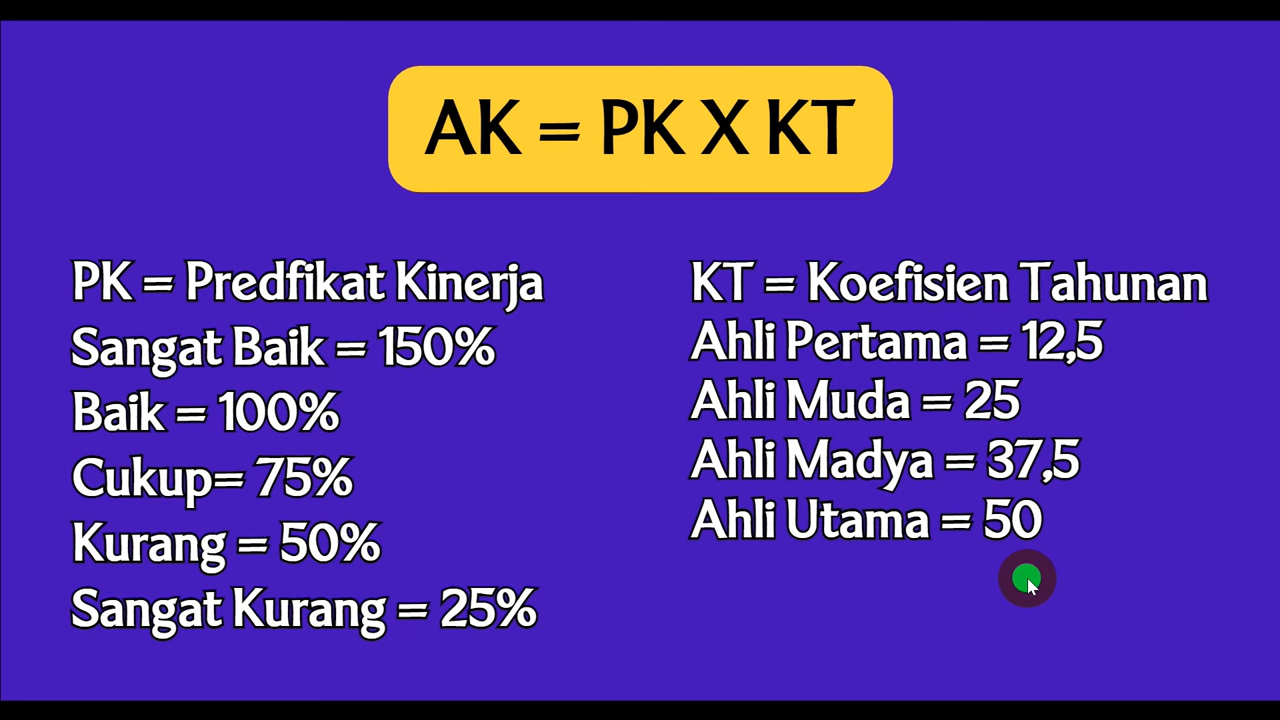 AK = PK X KT
PK = Predfikat Kinerja
Sangat Baik = 150%
Baik = 100%
Cukup= 75%
Kurang = 50%
Sangat Kurang = 25%
KT = Koefisien Tahunan
Ahli Pertama = 12,5
Ahli Muda = 25
Ahli Madya = 37,5
Ahli Utama = 50